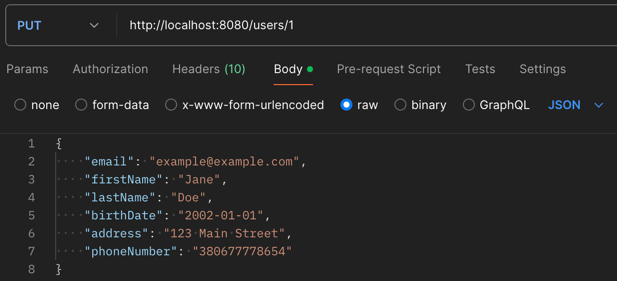 PUT http://localhost:8080/users/1
Params Authorization Headers (10) Body Pre-request Script Tests Settings
none form-data x-www-form-urlencoded raw binary GraphQL JSON
1 {
2 "email": "example@example.com",
3 "firstName": "Jane",
4 "lastName": "Doe",
5 "birthDate": "2002-01-01",
6 "address": "123 Main Street",
7 "phoneNumber": "380677778654"
8 }